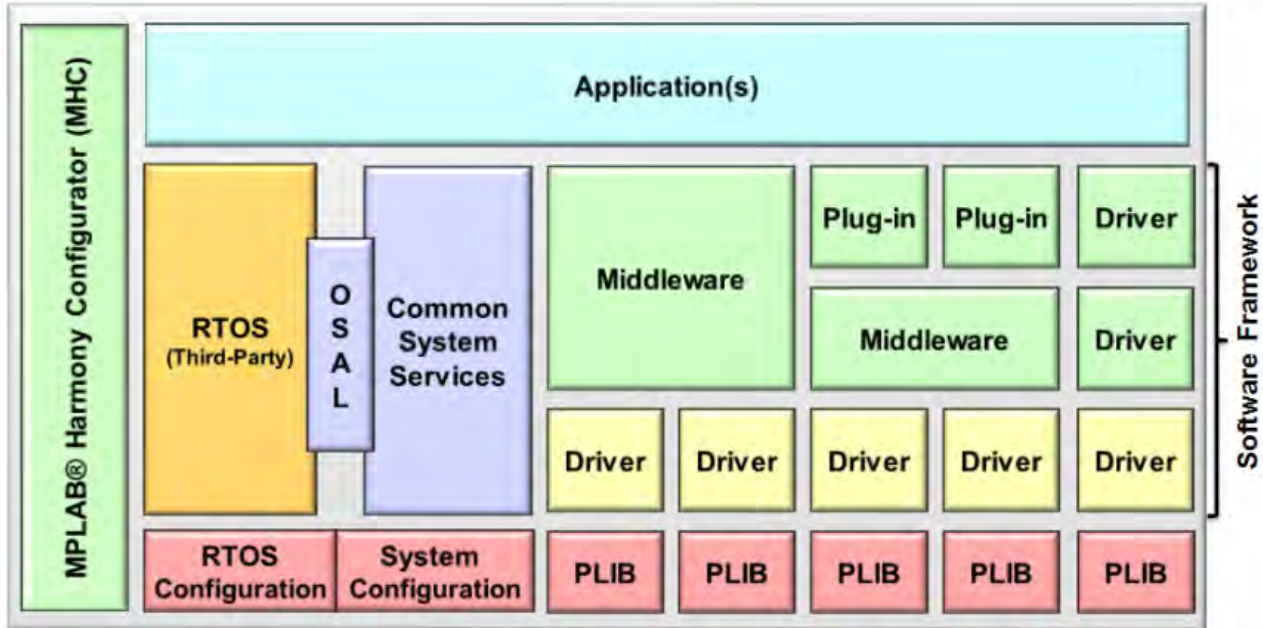 MPLAB® Harmony Configurator (MHC)
Application(s)
RTOS
(Third-Party)
O
S
A
L
Common
System
Services
Middleware
Plug-in
Plug-in
Driver
Middleware
Driver
Driver
Driver
Driver
Driver
Driver
RTOS
Configuration
System
Configuration
PLIB
PLIB
PLIB
PLIB
PLIB
Software Framework